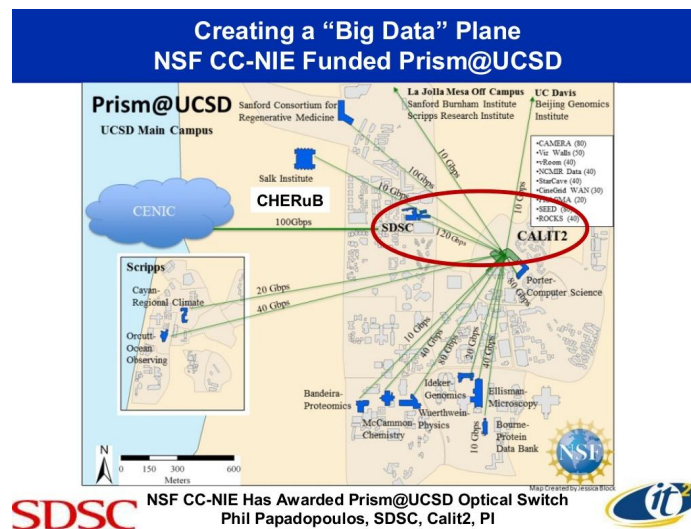 Creating a “Big Data” Plane
NSF CC-NIE Funded Prism@UCSD
Prism@UCSD
UCSD Main Campus
Sanford Consortium for
Regenerative Medicine
La Jolla Mesa Off Campus
Sanford Burnham Institute
Scripps Research Institute
UC Davis
Beijing Genomics
Institute
•CAMERA (80)
•Viz Walls (50)
•vRoom (40)
•NCMIR Data (40)
•StarCave (40)
•CineGrid WAN (30)
(20)
•SEED
•ROCKS (40)
10 Gbps
10Gbps
10 Gbps
10 Gbps
Salk Institute
CHERuB
CENIC
100Gbps
SDSC
120Gbps
CALIT2
Scripps
Cayan-
Regional Climate
Orcutt-
Ocean
Observing
20 Gbps
40 Gbps
80 Gbps
Porter-
Computer Science
10 Gbps
40 Gbps
80 Gbps
20 Gbps
40 Gbps
10 Gbps
Bandeira-
Proteomics
McCammon-
Chemistry
Wuerthwein-
Physics
Ideker-
Genomics
Ellisman-
Microscopy
Bourne-
Protein
Data Bank
N
0 150 300 600
Meters
NSF
Map Created by Jessica Block
SDSC
NSF CC-NIE Has Awarded Prism@UCSD Optical Switch
Phil Papadopoulos, SDSC, Calit2, PI
it2